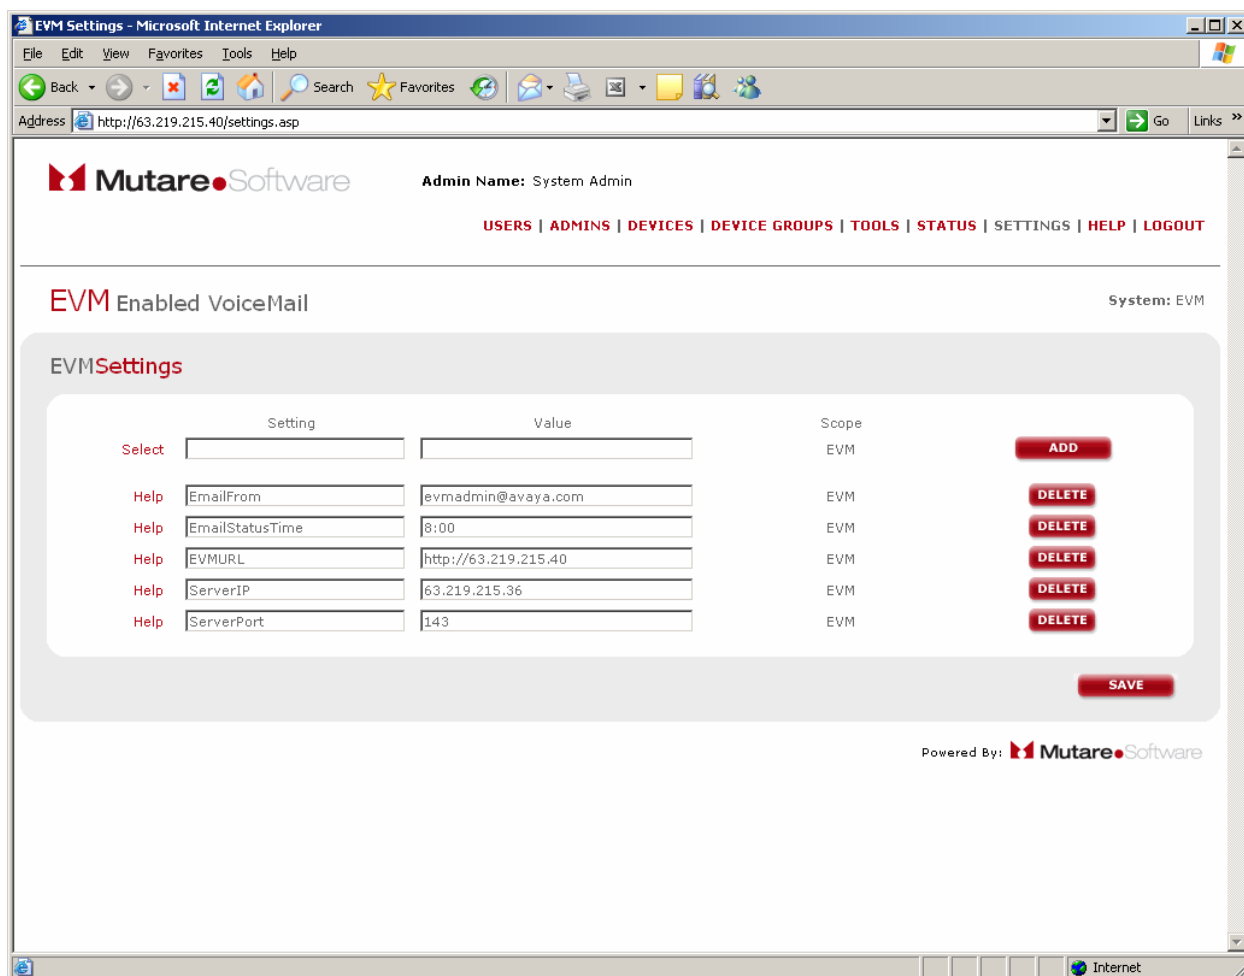 EVM Settings - Microsoft Internet Explorer
File Edit View Favorites Tools Help
Back Search Favorites
Address http://63.219.215.40/settings.asp Go Links »
Mutare Software Admin Name: System Admin
USERS | ADMINS | DEVICES | DEVICE GROUPS | TOOLS | STATUS | SETTINGS | HELP | LOGOUT
EVM Enabled VoiceMail System: EVM
EVMSettings
Setting Value Scope
Select EVM ADD
Help EmailFrom evmadmin@avaya.com EVM DELETE
Help EmailStatusTime 8:00 EVM DELETE
Help EVMURL http://63.219.215.40 EVM DELETE
Help ServerIP 63.219.215.36 EVM DELETE
Help ServerPort 143 EVM DELETE
SAVE
Powered By: Mutare Software
Internet